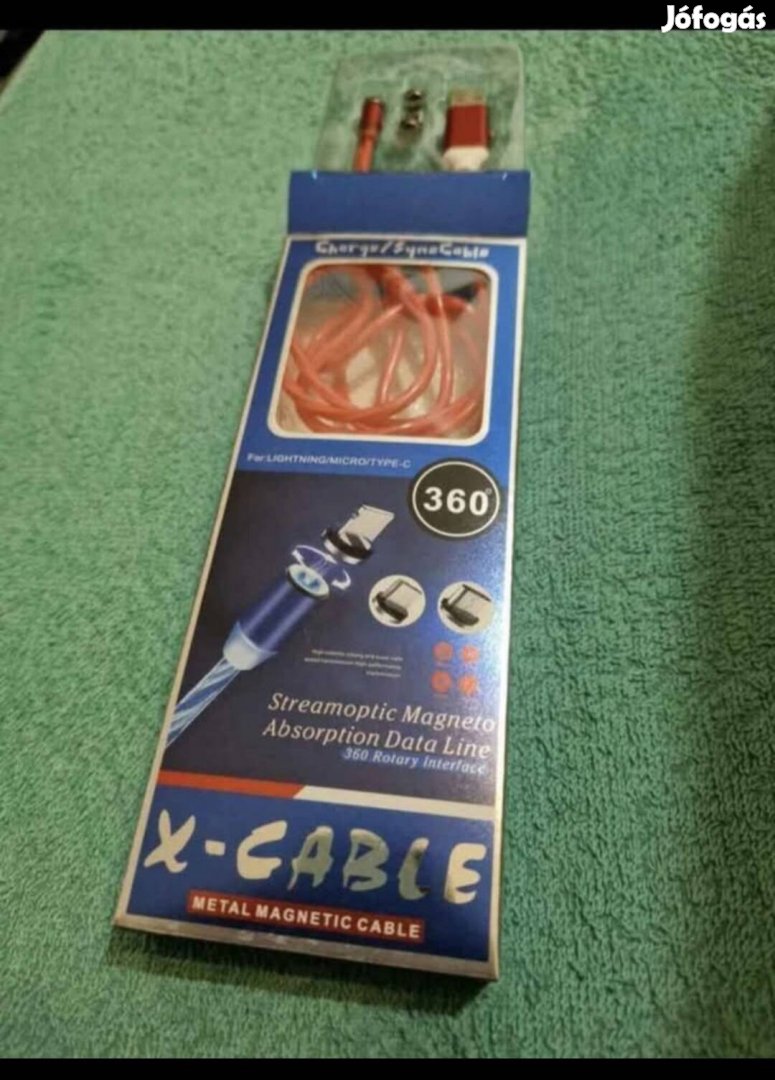 Jófogás
Charge/SyncCable
For:LIGHTNING/MICRO/TYPE-C
360°
Streamoptic Magneto
Absorption Data Line
360 Rotary Interface
X-CABLE
METAL MAGNETIC CABLE